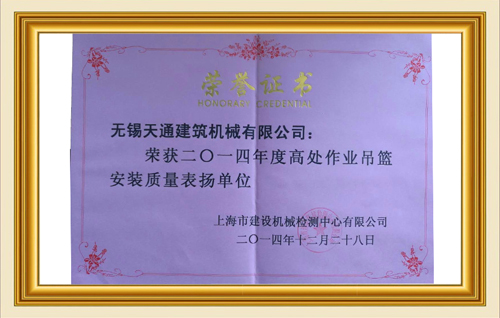 荣誉证书
HONORARY CREDENTIAL
无锡天通建筑机械有限公司：
荣获二〇一四年度高处作业吊篮
安装质量表扬单位
上海市建设机械检测中心有限公司
二〇一四年十二月二十八日